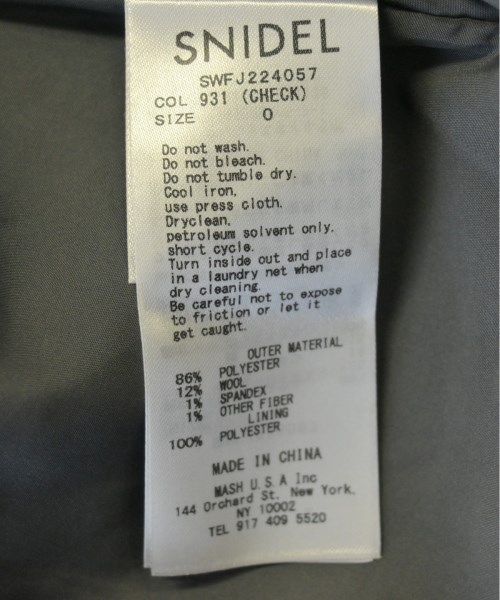 SNIDEL
SWFJ224057
COL 931 (CHECK)
SIZE 0
Do not wash.
Do not bleach.
Do not tumble dry.
Cool iron,
use press cloth.
Dryclean,
petroleum solvent only,
short cycle.
Turn inside out and place
in a laundry net when
dry cleaning.
Be careful not to expose
to friction or let it
get caught.
OUTER MATERIAL
86% POLYESTER
12% WOOL
1% SPANDEX
1% OTHER FIBER
LINING
100% POLYESTER
MADE IN CHINA
MASH U.S.A Inc
144 Orchard St. New York,
NY 10002
TEL 917 409 5520